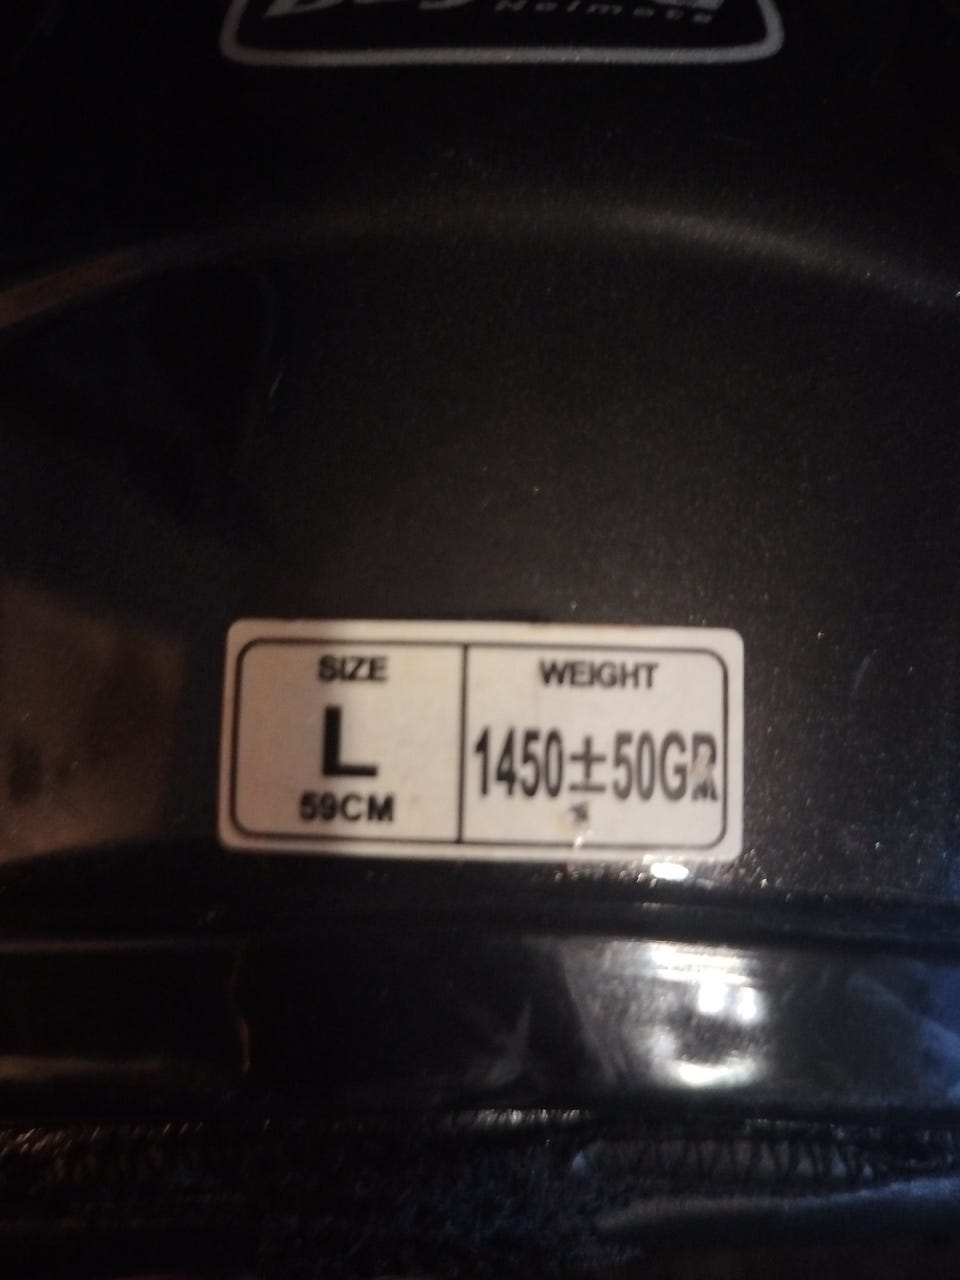 Helmets
SIZE
L
59CM
WEIGHT
1450±50GR